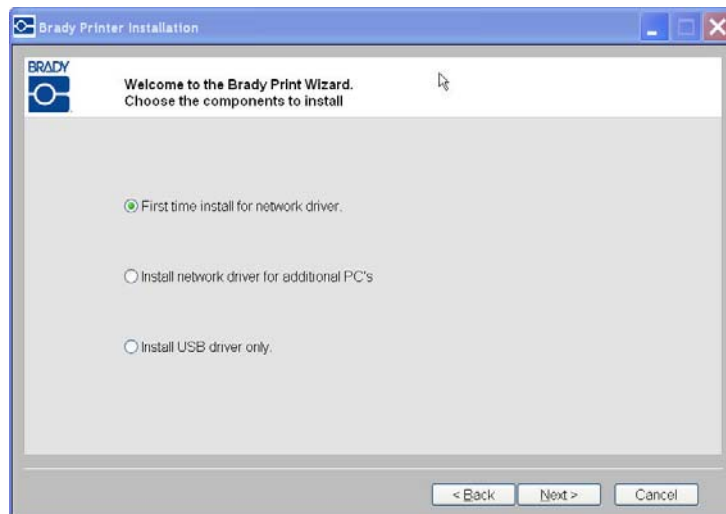 Brady Printer Installation
BRADY
Welcome to the Brady Print Wizard.
Choose the components to install
First time install for network driver.
Install network driver for additional PC's
Install USB driver only.
< Back
Next >
Cancel